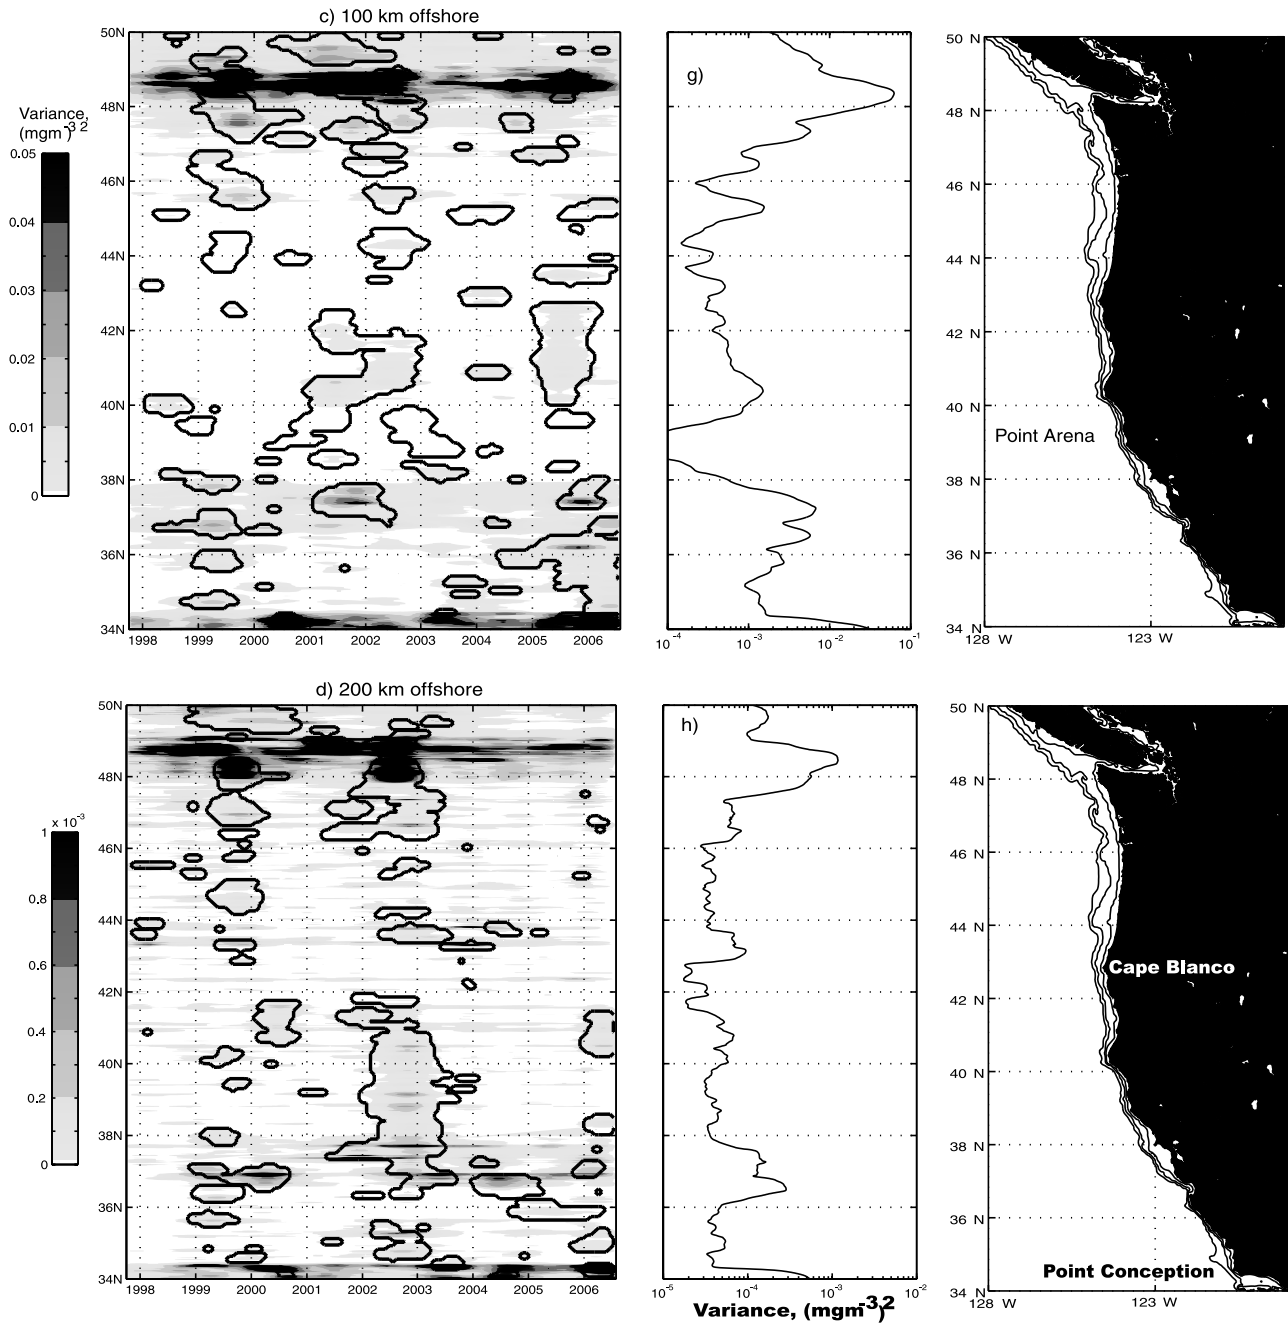 c) 100 km offshore
Variance,
(mgm⁻³)²
0.05
0.04
0.03
0.02
0.01
0
50N
48N
46N
44N
42N
40N
38N
36N
34N
1998 1999 2000 2001 2002 2003 2004 2005 2006
g)
10⁻⁴ 10⁻³ 10⁻² 10⁻¹
50 N
48 N
46 N
44 N
42 N
40 N
Point Arena
38 N
36 N
34 N
128 W 123 W
d) 200 km offshore
1 x 10⁻³
0.8
0.6
0.4
0.2
0
50N
48N
46N
44N
42N
40N
38N
36N
34N
1998 1999 2000 2001 2002 2003 2004 2005 2006
h)
10⁻⁵ 10⁻⁴ 10⁻³ 10⁻²
Variance, (mgm⁻³)²
50 N
48 N
46 N
44 N
Cape Blanco
42 N
40 N
38 N
36 N
Point Conception
34 N
128 W 123 W